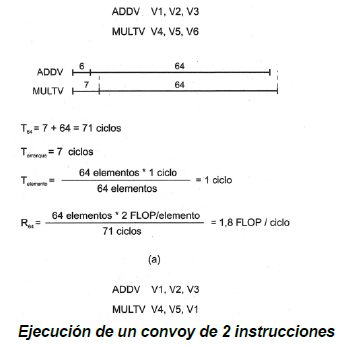 ADDV V1, V2, V3
MULTV V4, V5, V6
ADDV 6 64
MULTV 7 64
T64 = 7 + 64 = 71 ciclos
Tarranque = 7 ciclos
Telemento = 64 elementos * 1 ciclo / 64 elementos = 1 ciclo
R64 = 64 elementos * 2 FLOP/elemento / 71 ciclos = 1,8 FLOP / ciclo
(a)
ADDV V1, V2, V3
MULTV V4, V5, V1
Ejecución de un convoy de 2 instrucciones